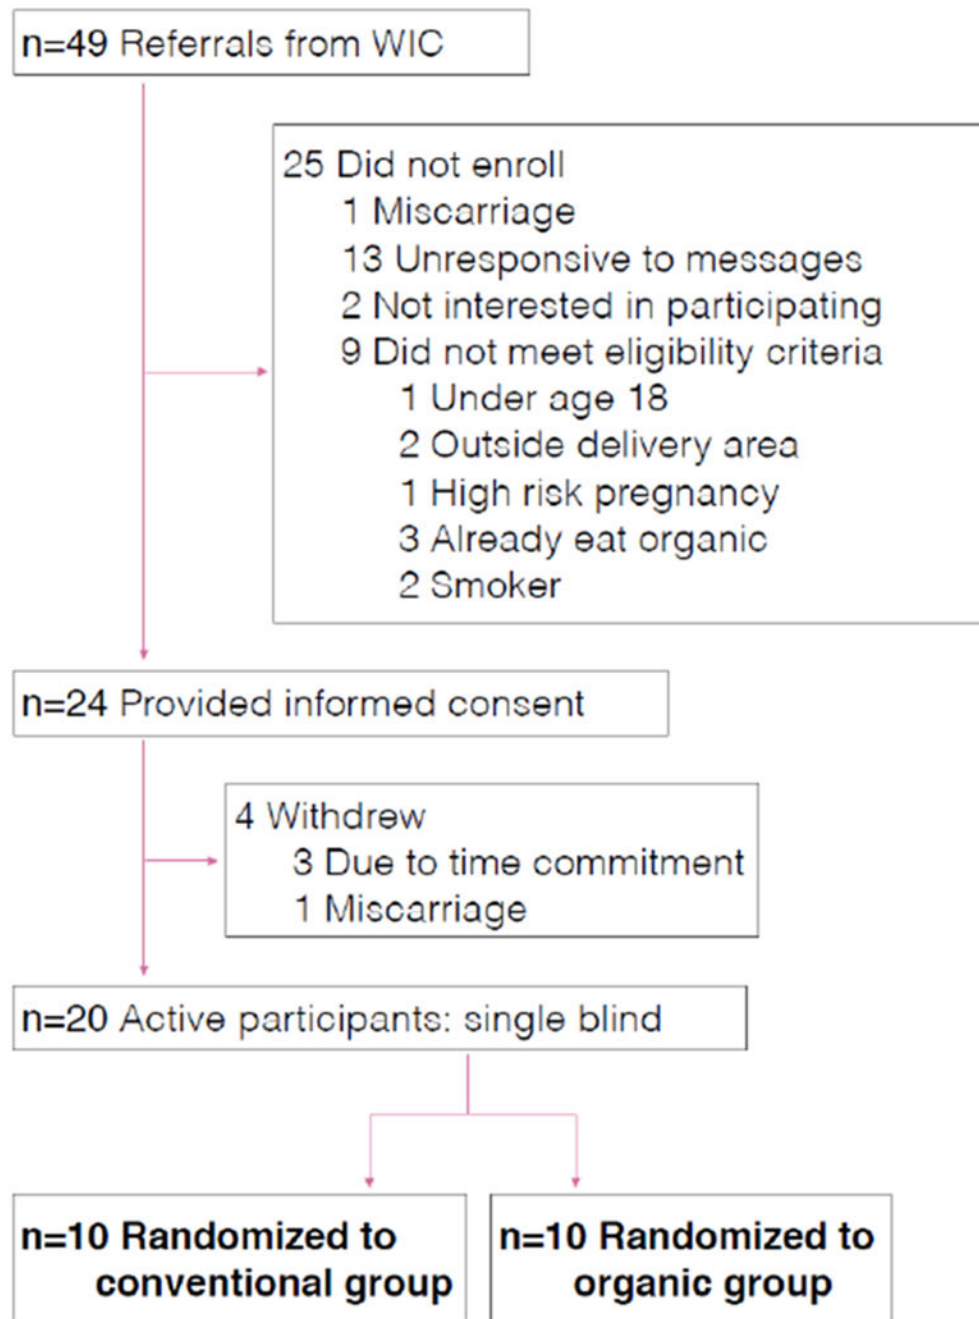 n=49 Referrals from WIC
25 Did not enroll
1 Miscarriage
13 Unresponsive to messages
2 Not interested in participating
9 Did not meet eligibility criteria
1 Under age 18
2 Outside delivery area
1 High risk pregnancy
3 Already eat organic
2 Smoker
n=24 Provided informed consent
4 Withdrew
3 Due to time commitment
1 Miscarriage
n=20 Active participants: single blind
n=10 Randomized to
conventional group
n=10 Randomized to
organic group